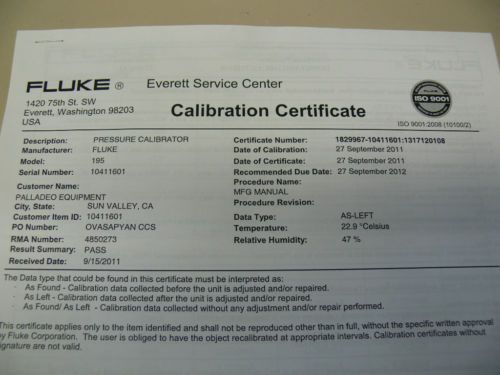 FLUKE ®
Everett Service Center
1420 75th St. SW
Everett, Washington 98203
USA
Calibration Certificate
ISO 9001
ISO 9001:2008 (10100/2)
Description: PRESSURE CALIBRATOR
Manufacturer: FLUKE
Model: 195
Serial Number: 10411601
Customer Name:
PALLADEO EQUIPMENT
City, State: SUN VALLEY, CA
Customer Item ID: 10411601
PO Number: OVASAPYAN CCS
RMA Number: 4850273
Result Summary: PASS
Received Date: 9/15/2011
Certificate Number: 1829967-10411601:1317120108
Date of Calibration: 27 September 2011
Date of Certificate: 27 September 2011
Recommended Due Date: 27 September 2012
Procedure Name:
MFG MANUAL
Procedure Revision:
Data Type: AS-LEFT
Temperature: 22.9 °Celsius
Relative Humidity: 47 %
The Data type that could be found in this certificate must be interpreted as:
· As Found - Calibration data collected before the unit is adjusted and/or repaired.
· As Left - Calibration data collected after the unit is adjusted and/or repaired.
· As Found/ As Left - Calibration data collected without any adjustment and/or repair performed.
This certificate applies only to the item identified and shall not be reproduced other than in full, without the specific written approval
by Fluke Corporation. The user is obliged to have the object recalibrated at appropriate intervals. Calibration certificates without
signature are not valid.